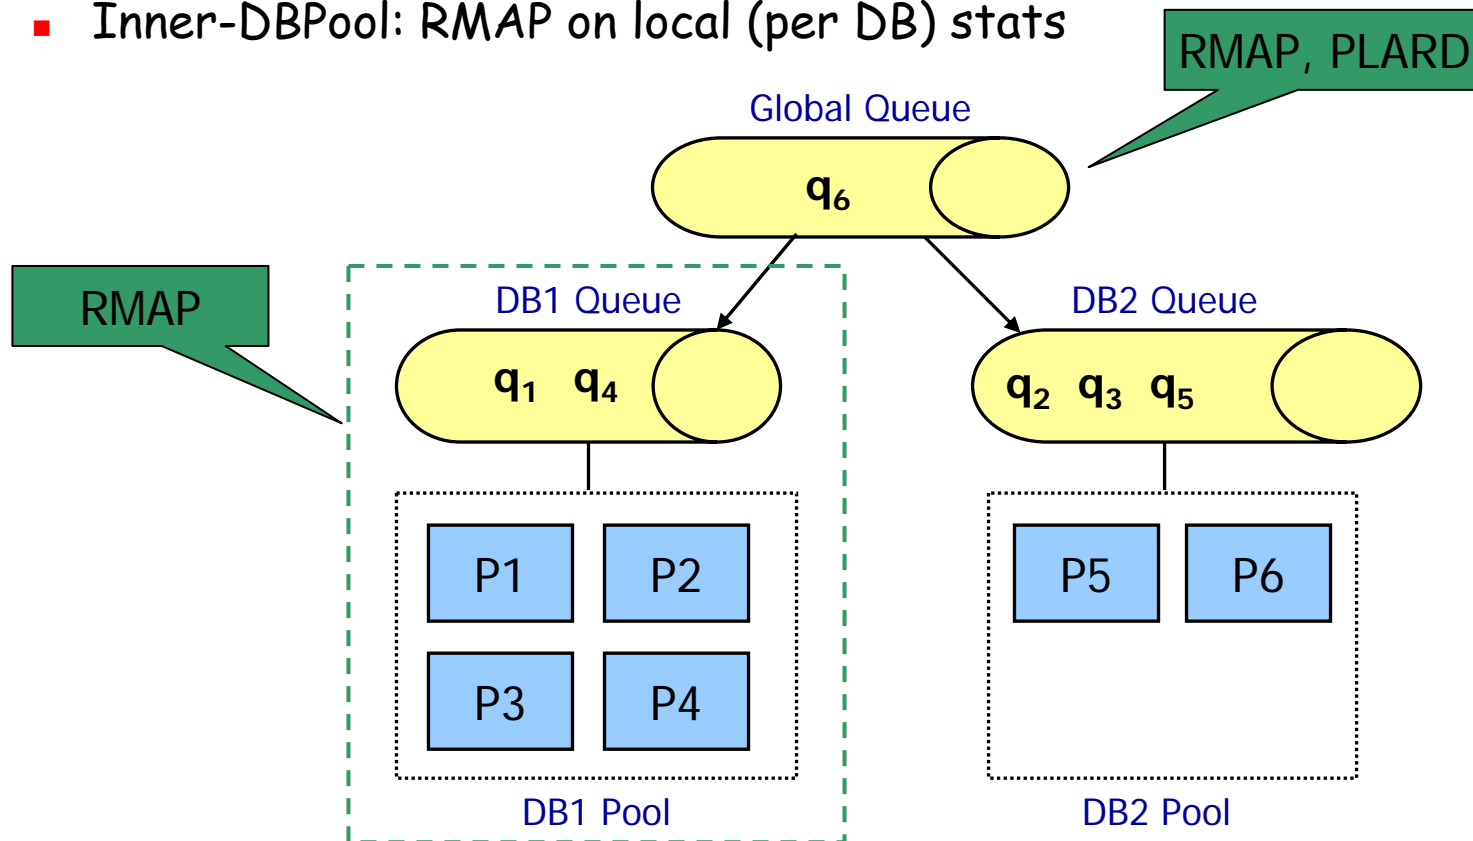 ▪ Inner-DBPool: RMAP on local (per DB) stats
RMAP, PLARD
Global Queue
q₆
RMAP
DB1 Queue
DB2 Queue
q₁ q₄
q₂ q₃ q₅
P1 P2
P5 P6
P3 P4
DB1 Pool
DB2 Pool